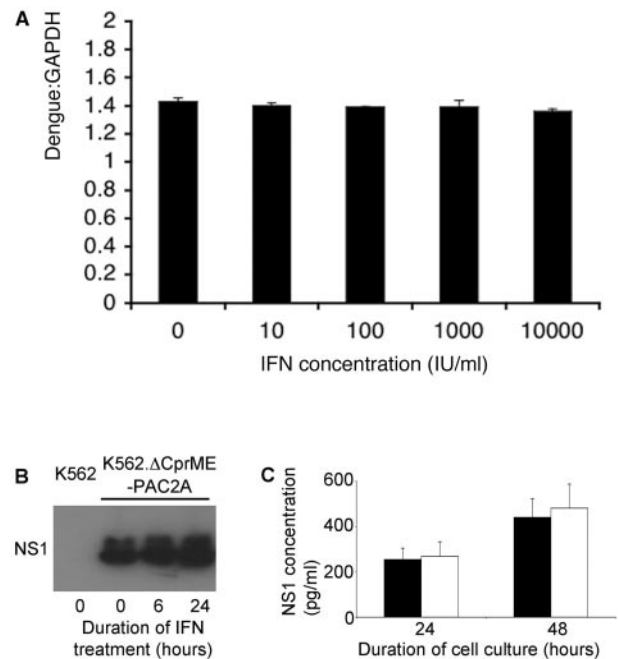 A
Dengue:GAPDH
2
1.8
1.6
1.4
1.2
1
0.8
0.6
0.4
0.2
0
0 10 100 1000 10000
IFN concentration (IU/ml)
B
K562 K562.ΔCprME
-PAC2A
NS1
0 0 6 24
Duration of IFN
treatment (hours)
C
NS1 concentration
(pg/ml)
600
400
200
0
24 48
Duration of cell culture (hours)